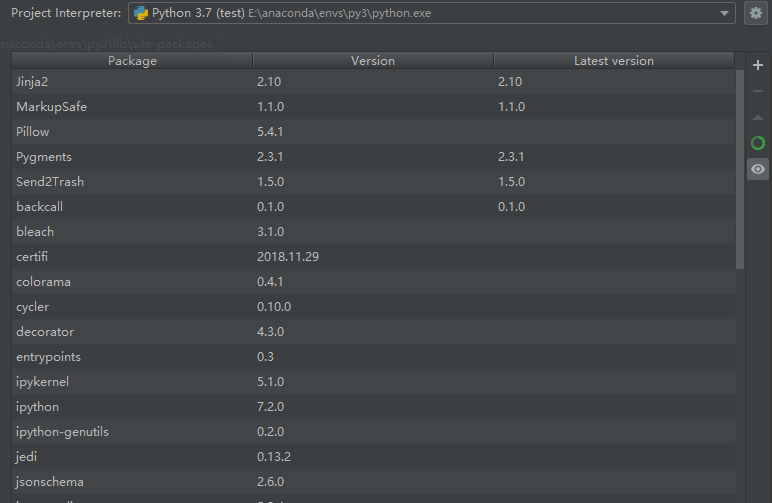 Project Interpreter: Python 3.7 (test) E:\anaconda\envs\py3\python.exe
naconda\envs\py3\lib\site-packages
Package Version Latest version
Jinja2 2.10 2.10
MarkupSafe 1.1.0 1.1.0
Pillow 5.4.1
Pygments 2.3.1 2.3.1
Send2Trash 1.5.0 1.5.0
backcall 0.1.0 0.1.0
bleach 3.1.0
certifi 2018.11.29
colorama 0.4.1
cycler 0.10.0
decorator 4.3.0
entrypoints 0.3
ipykernel 5.1.0
ipython 7.2.0
ipython-genutils 0.2.0
jedi 0.13.2
jsonschema 2.6.0